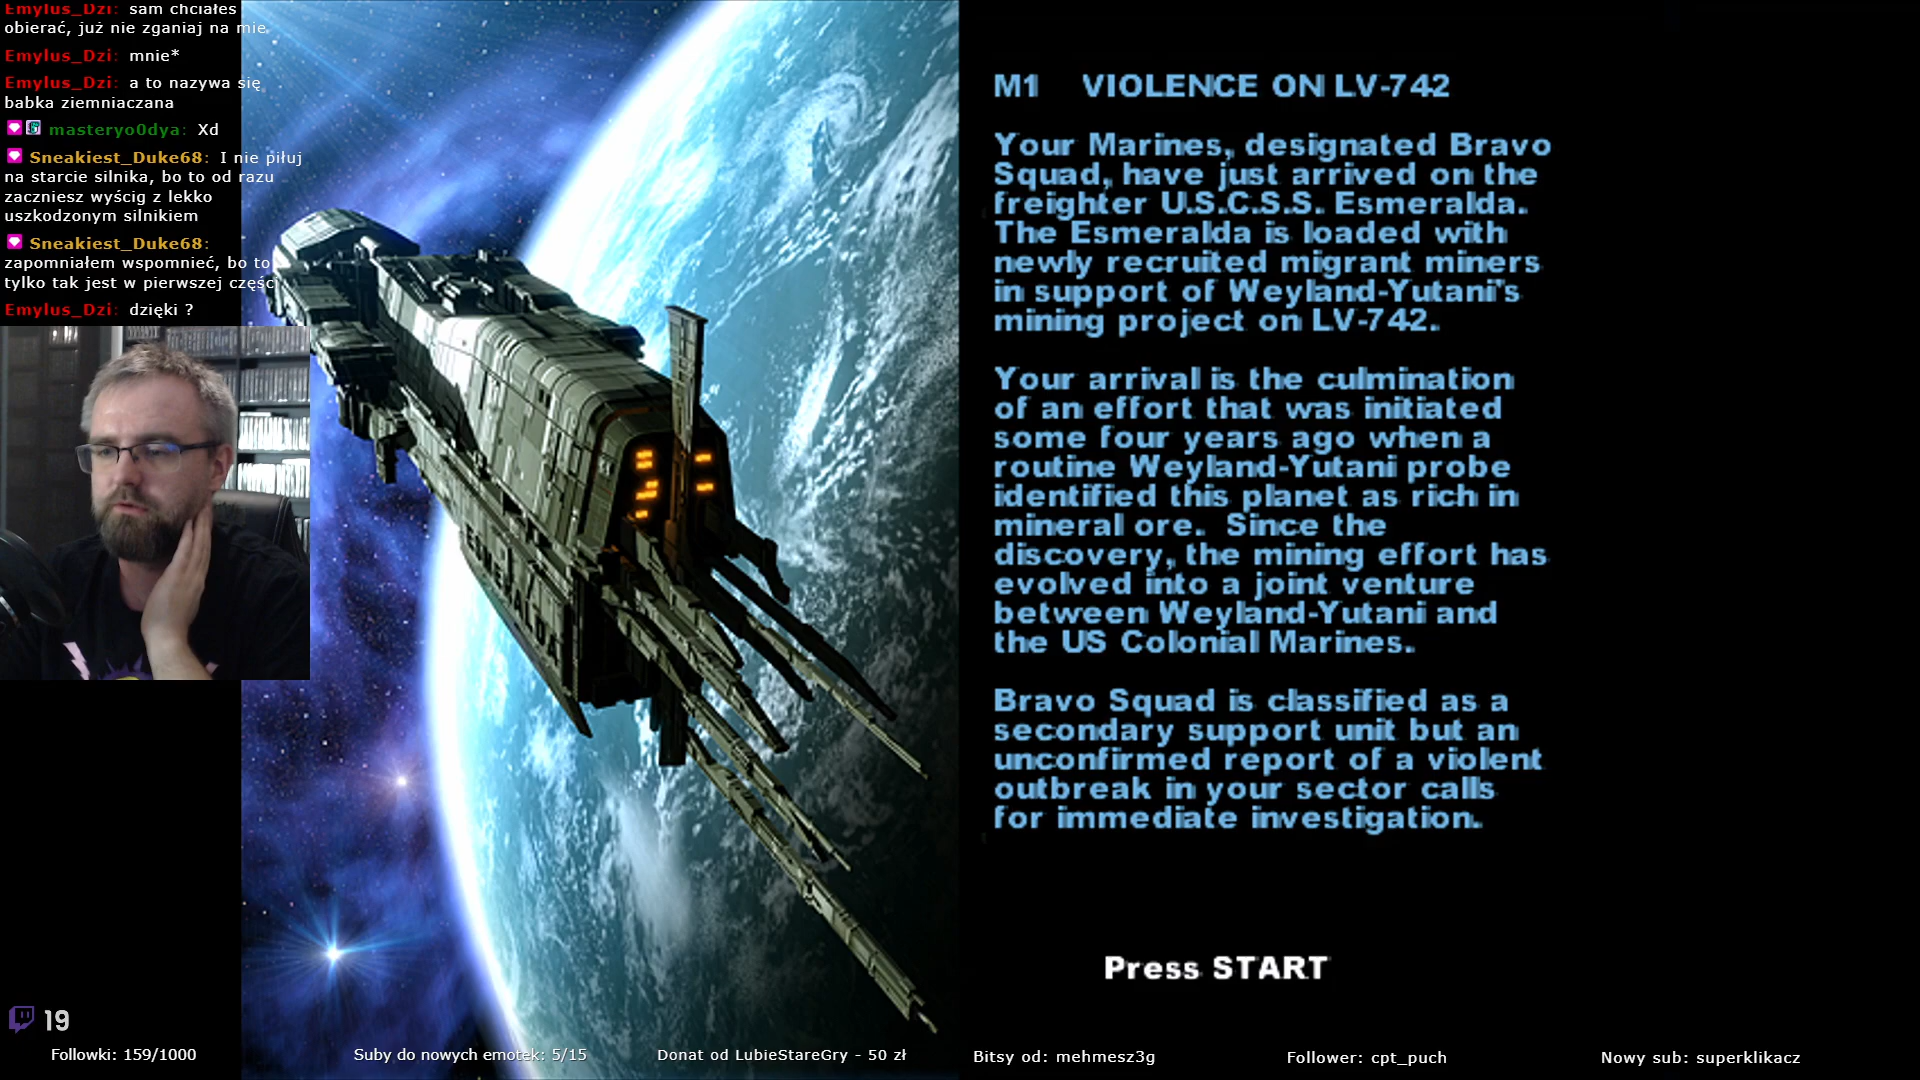 Emylus_Dzi: sam chciałes
obierać, już nie zganiaj na mie
Emylus_Dzi: mnie*
Emylus_Dzi: a to nazywa się
babka ziemniaczana
masteryo0dya: Xd
Sneakiest_Duke68: I nie piłuj
na starcie silnika, bo to od razu
zaczniesz wyścig z lekko
uszkodzonym silnikiem
Sneakiest_Duke68:
zapomniałem wspomnieć, bo to
tylko tak jest w pierwszej części
Emylus_Dzi: dzięki ?
ESMERALDA
M1 VIOLENCE ON LV-742
Your Marines, designated Bravo
Squad, have just arrived on the
freighter U.S.C.S.S. Esmeralda.
The Esmeralda is loaded with
newly recruited migrant miners
in support of Weyland-Yutani's
mining project on LV-742.
Your arrival is the culmination
of an effort that was initiated
some four years ago when a
routine Weyland-Yutani probe
identified this planet as rich in
mineral ore. Since the
discovery, the mining effort has
evolved into a joint venture
between Weyland-Yutani and
the US Colonial Marines.
Bravo Squad is classified as a
secondary support unit but an
unconfirmed report of a violent
outbreak in your sector calls
for immediate investigation.
Press START
19
Followki: 159/1000
Suby do nowych emotek: 5/15
Donat od LubieStareGry - 50 zł
Bitsy od: mehmesz3g
Follower: cpt_puch
Nowy sub: superklikacz